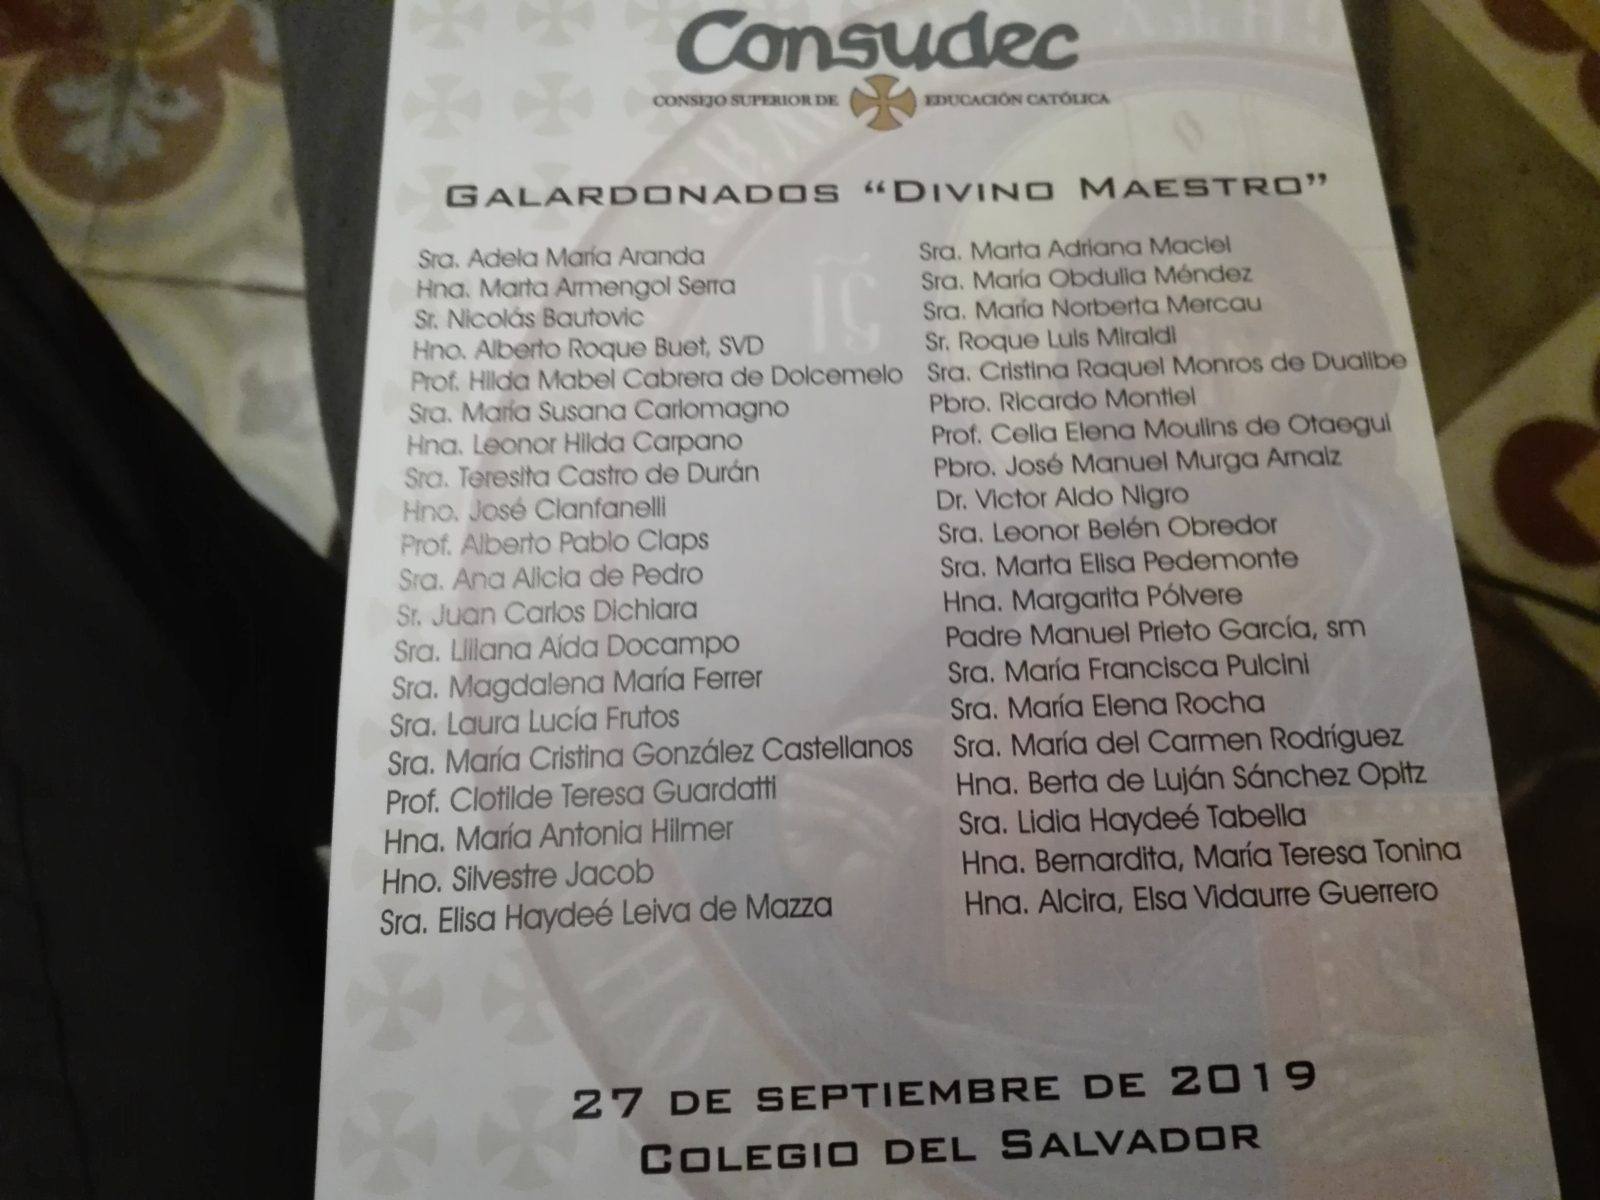 Consudec
CONSEJO SUPERIOR DE EDUCACIÓN CATÓLICA
GALARDONADOS “DIVINO MAESTRO”
Sra. Adela María Aranda
Hna. Marta Armengol Serra
Sr. Nicolás Bautovic
Hno. Alberto Roque Buet, SVD
Prof. Hilda Mabel Cabrera de Dolcemelo
Sra. María Susana Carlomagno
Hna. Leonor Hilda Carpano
Sra. Teresita Castro de Durán
Hno. José Cianfanelli
Prof. Alberto Pablo Claps
Sra. Ana Alicia de Pedro
Sr. Juan Carlos Dichiara
Sra. Liliana Aída Docampo
Sra. Magdalena María Ferrer
Sra. Laura Lucía Frutos
Sra. María Cristina González Castellanos
Prof. Clotilde Teresa Guardatti
Hna. María Antonia Hilmer
Hno. Silvestre Jacob
Sra. Elisa Haydeé Leiva de Mazza
Sra. Marta Adriana Maciel
Sra. María Obdulia Méndez
Sra. María Norberta Mercau
Sr. Roque Luis Miraldi
Sra. Cristina Raquel Monros de Dualibe
Pbro. Ricardo Montiel
Prof. Celia Elena Moulins de Otaegui
Pbro. José Manuel Murga Arnaiz
Dr. Victor Aldo Nigro
Sra. Leonor Belén Obredor
Sra. Marta Elisa Pedemonte
Hna. Margarita Pólvere
Padre Manuel Prieto García, sm
Sra. María Francisca Pulcini
Sra. María Elena Rocha
Sra. María del Carmen Rodríguez
Hna. Berta de Luján Sánchez Opitz
Sra. Lidia Haydeé Tabella
Hna. Bernardita, María Teresa Tonina
Hna. Alcira, Elsa Vidaurre Guerrero
27 DE SEPTIEMBRE DE 2019
COLEGIO DEL SALVADOR